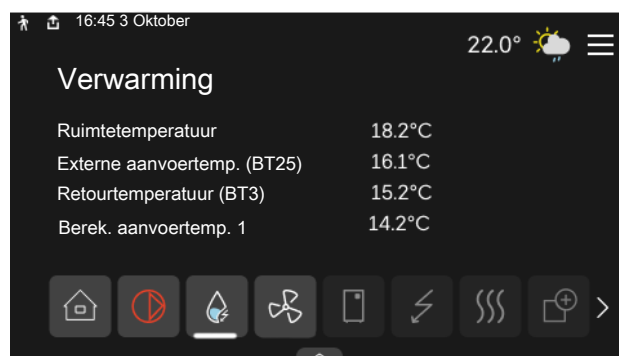 16:45 3 Oktober
22.0°
Verwarming
Ruimtetemperatuur 18.2°C
Externe aanvoertemp. (BT25) 16.1°C
Retourtemperatuur (BT3) 15.2°C
Berek. aanvoertemp. 1 14.2°C